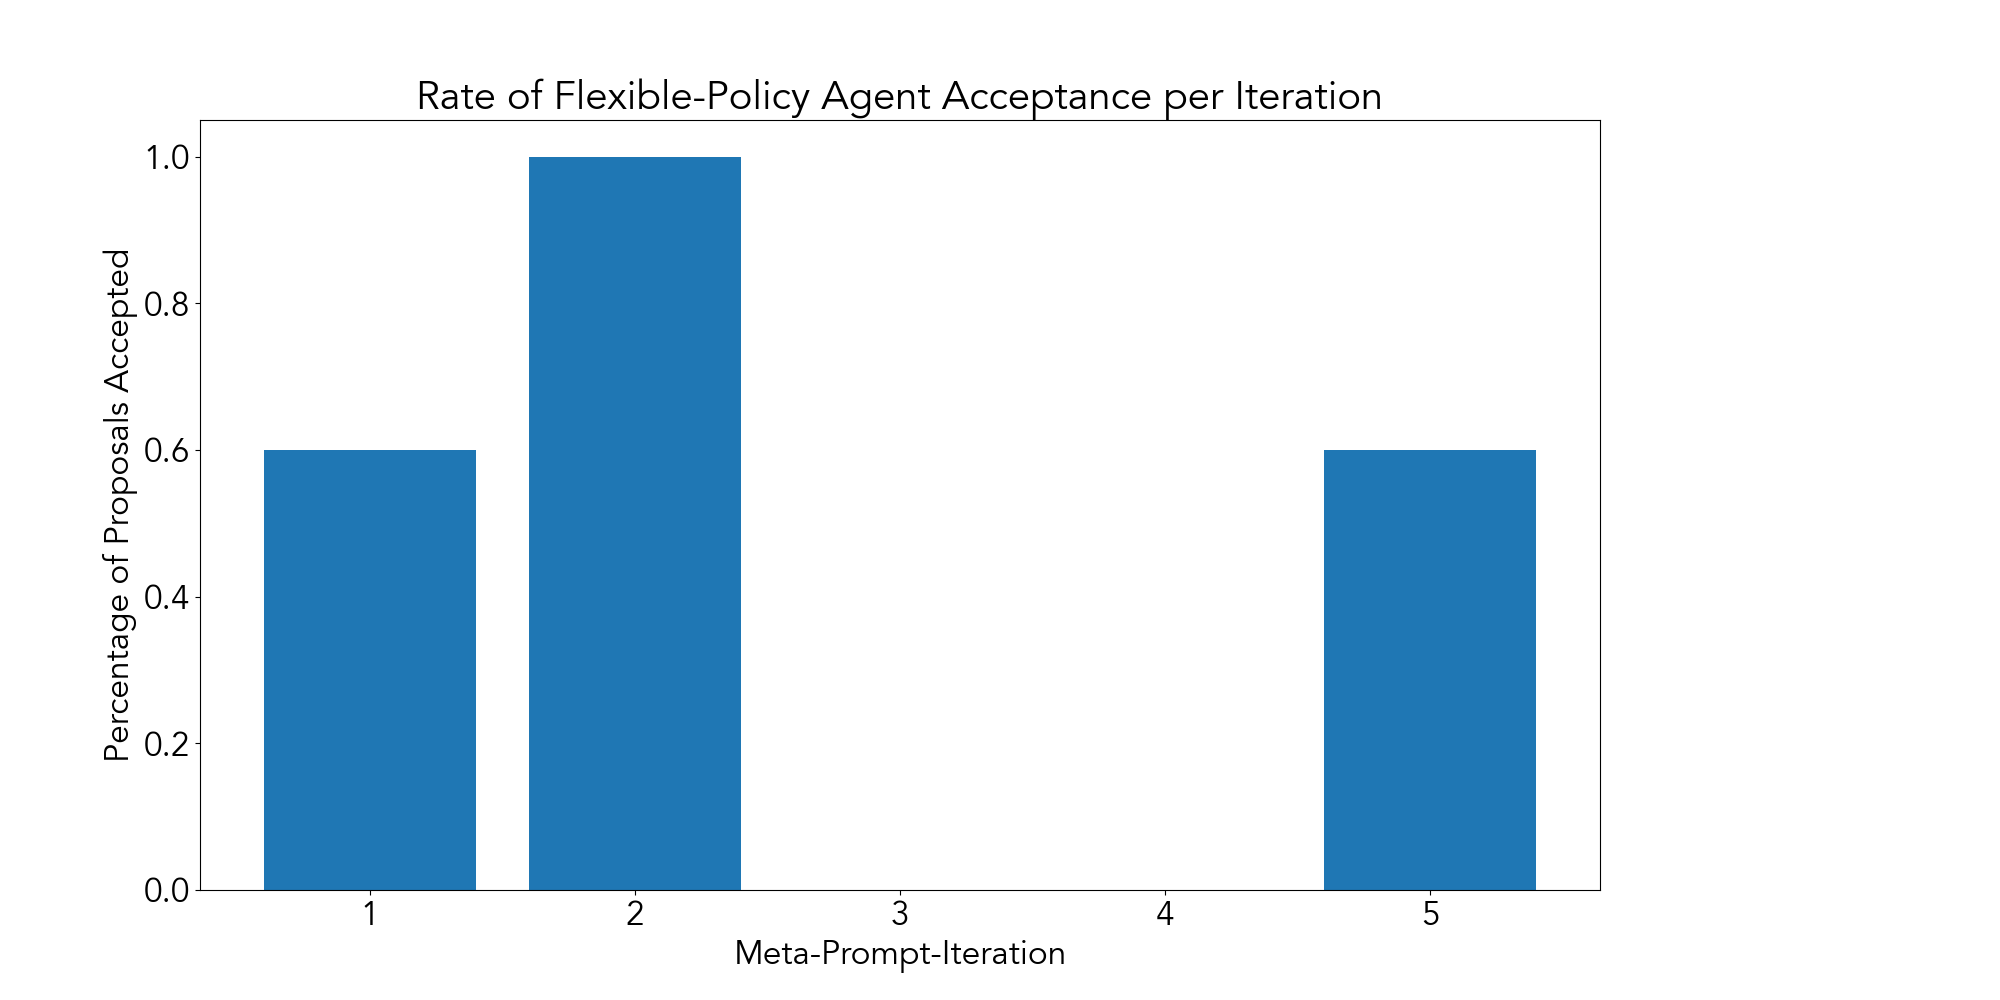 Rate of Flexible-Policy Agent Acceptance per Iteration
Percentage of Proposals Accepted
1.0
0.8
0.6
0.4
0.2
0.0
1 2 3 4 5
Meta-Prompt-Iteration